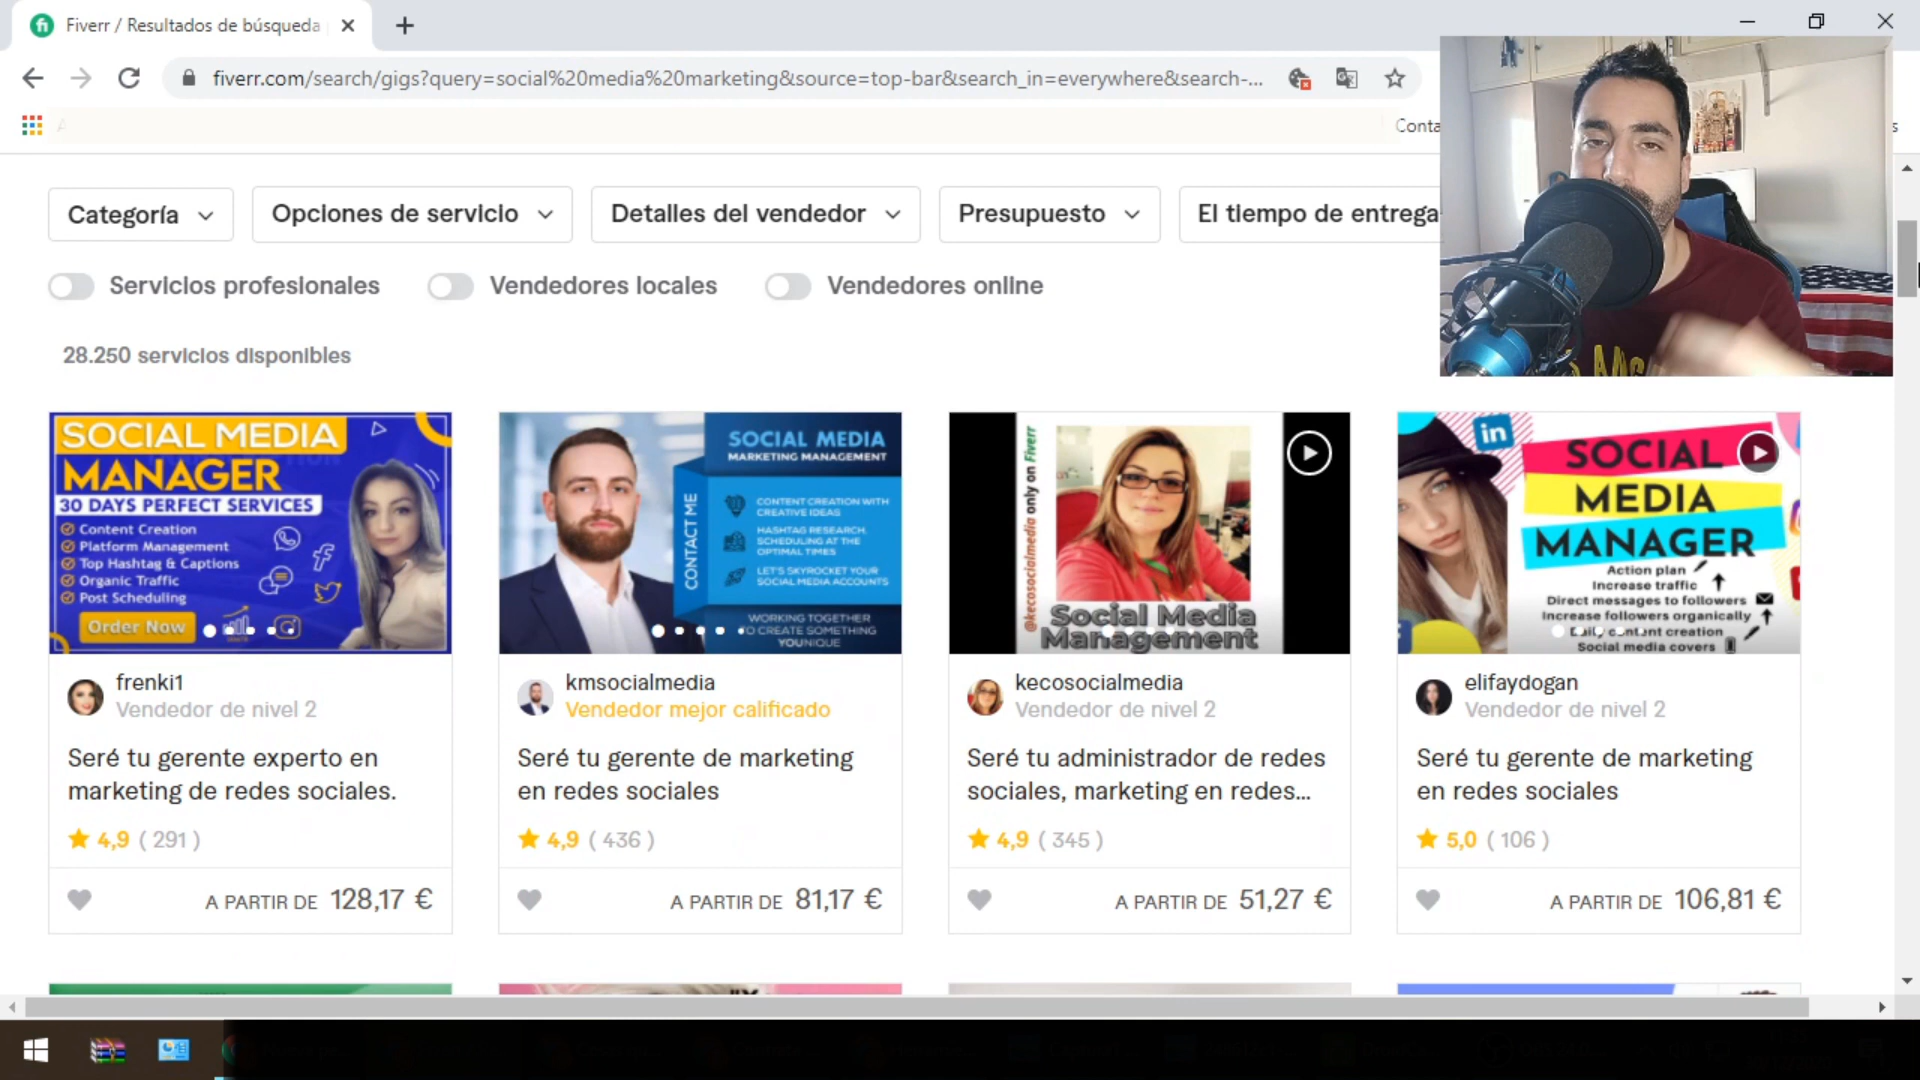 Fiverr / Resultados de búsqueda
fiverr.com/search/gigs?query=social%20media%20marketing&source=top-bar&search_in=everywhere&search-...
Conta
s
Categoría
Opciones de servicio
Detalles del vendedor
Presupuesto
El tiempo de entrega
Servicios profesionales
Vendedores locales
Vendedores online
28.250 servicios disponibles
SOCIAL MEDIA
MANAGER
30 DAYS PERFECT SERVICES
Content Creation
Platform Management
Top Hashtag & Captions
Organic Traffic
Post Scheduling
Order Now
SOCIAL MEDIA
MARKETING MANAGEMENT
CONTACT ME
CONTENT CREATION WITH
CREATIVE IDEAS
HASHTAG RESEARCH,
SCHEDULING AT THE
OPTIMAL TIMES
LET'S SKYROCKET YOUR
SOCIAL MEDIA ACCOUNTS
WORKING TOGETHER
TO CREATE SOMETHING
YOUNIQUE
@kecosocialmedia only on Fiverr
Social Media
Management
in
SOCIAL
MEDIA
MANAGER
Action plan
Increase traffic
Direct messages to followers
Increase followers organically
Daily content creation
Social media covers
frenki1
Vendedor de nivel 2
Seré tu gerente experto en
marketing de redes sociales.
4,9 ( 291 )
A PARTIR DE 128,17 €
kmsocialmedia
Vendedor mejor calificado
Seré tu gerente de marketing
en redes sociales
4,9 ( 436 )
A PARTIR DE 81,17 €
kecosocialmedia
Vendedor de nivel 2
Seré tu administrador de redes
sociales, marketing en redes...
4,9 ( 345 )
A PARTIR DE 51,27 €
elifaydogan
Vendedor de nivel 2
Seré tu gerente de marketing
en redes sociales
5,0 ( 106 )
A PARTIR DE 106,81 €